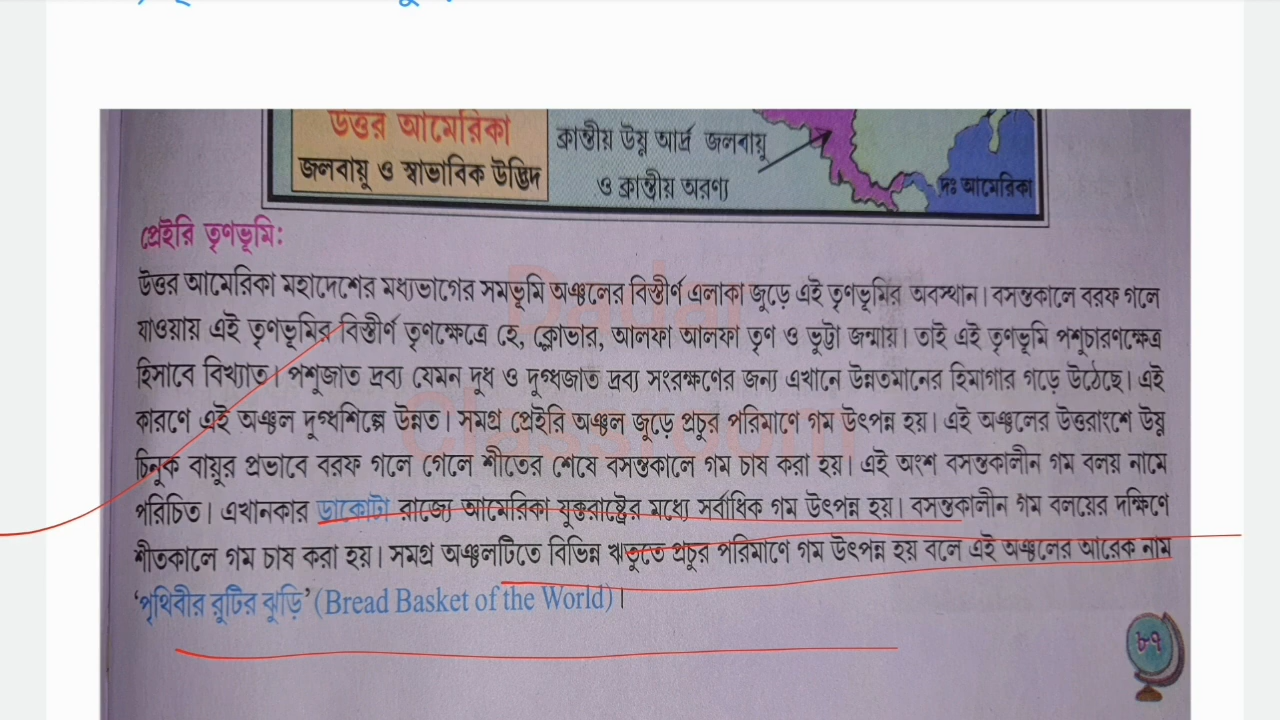 উত্তর আমেরিকা
জলবায়ু ও স্বাভাবিক উদ্ভিদ
ক্রান্তীয় উষ্ণ আর্দ্র জলবায়ু
ও ক্রান্তীয় অরণ্য
দঃ আমেরিকা
প্রেইরি তৃণভূমি:
উত্তর আমেরিকা মহাদেশের মধ্যভাগের সমভূমি অঞ্চলের বিস্তীর্ণ এলাকা জুড়ে এই তৃণভূমির অবস্থান। বসন্তকালে বরফ গলে
যাওয়ায় এই তৃণভূমির বিস্তীর্ণ তৃণক্ষেত্রে হে, ক্লোভার, আলফা আলফা তৃণ ও ভুট্টা জন্মায়। তাই এই তৃণভূমি পশুচারণক্ষেত্র
হিসাবে বিখ্যাত। পশুজাত দ্রব্য যেমন দুধ ও দুগ্ধজাত দ্রব্য সংরক্ষণের জন্য এখানে উন্নতমানের হিমাগার গড়ে উঠেছে। এই
কারণে এই অঞ্চল দুগ্ধশিল্পে উন্নত। সমগ্র প্রেইরি অঞ্চল জুড়ে প্রচুর পরিমাণে গম উৎপন্ন হয়। এই অঞ্চলের উত্তরাংশে উষ্ণ
চিনুক বায়ুর প্রভাবে বরফ গলে গেলে শীতের শেষে বসন্তকালে গম চাষ করা হয়। এই অংশ বসন্তকালীন গম বলয় নামে
পরিচিত। এখানকার ডাকোটা রাজ্যে আমেরিকা যুক্তরাষ্ট্রের মধ্যে সর্বাধিক গম উৎপন্ন হয়। বসন্তকালীন গম বলয়ের দক্ষিণে
শীতকালে গম চাষ করা হয়। সমগ্র অঞ্চলটিতে বিভিন্ন ঋতুতে প্রচুর পরিমাণে গম উৎপন্ন হয় বলে এই অঞ্চলের আরেক নাম
'পৃথিবীর রুটির ঝুড়ি' (Bread Basket of the World)।
৮৭